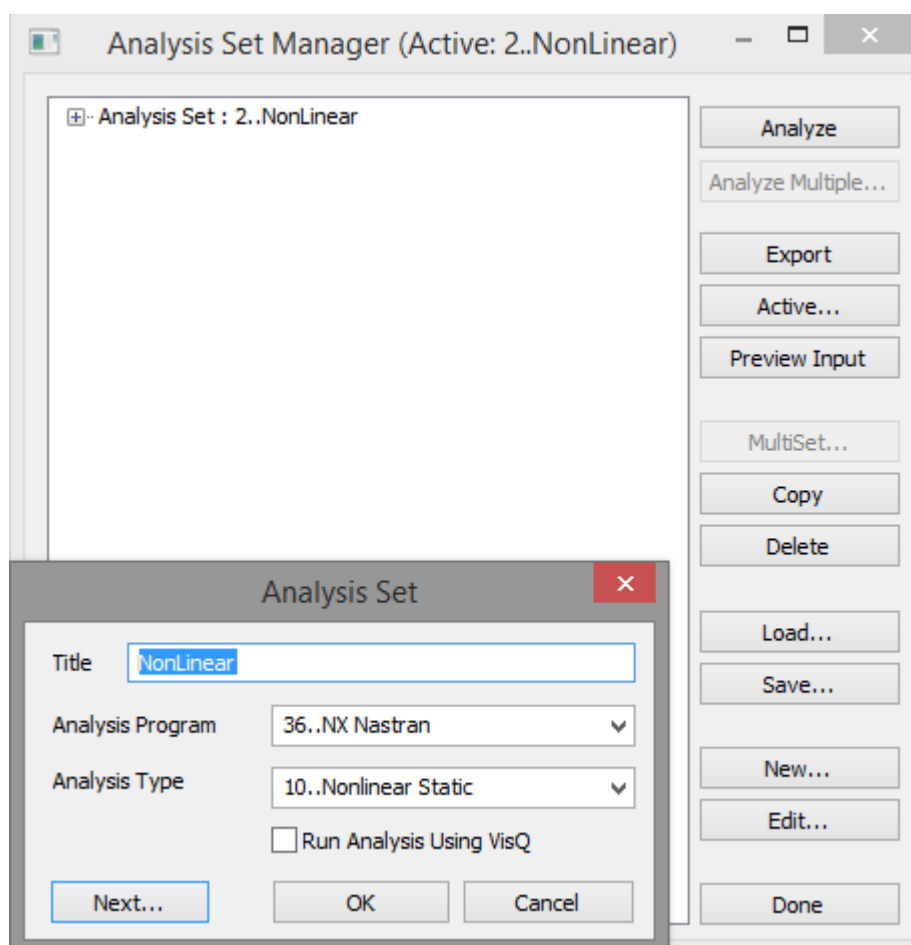 Analysis Set Manager (Active: 2..NonLinear)
Analysis Set : 2..NonLinear
Analyze
Analyze Multiple...
Export
Active...
Preview Input
MultiSet...
Copy
Delete
Load...
Save...
New...
Edit...
Done
Analysis Set
Title NonLinear
Analysis Program 36..NX Nastran
Analysis Type 10..Nonlinear Static
Run Analysis Using VisQ
Next... OK Cancel